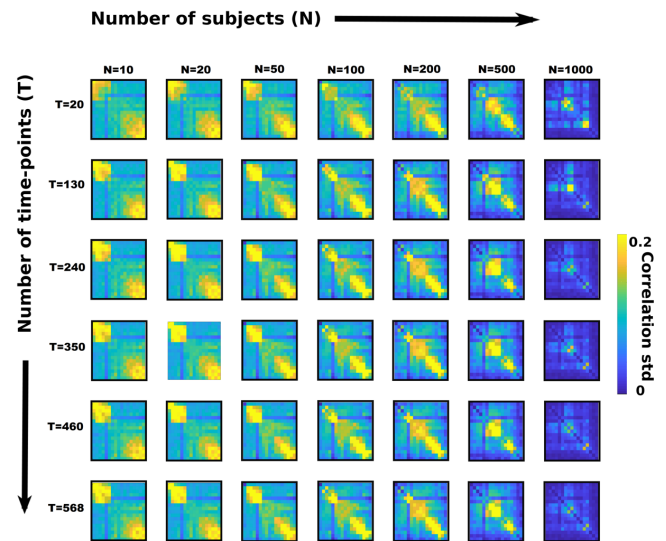 Number of subjects (N)
N=10 N=20 N=50 N=100 N=200 N=500 N=1000
Number of time-points (T)
T=20
T=130
T=240
T=350
T=460
T=568
0.2
Correlation std
0